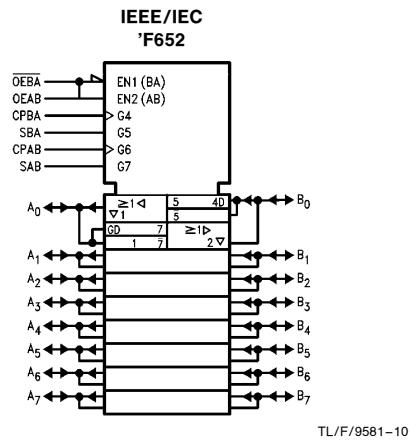 IEEE/IEC
'F652
OEBA EN1 (BA)
OEAB EN2 (AB)
CPBA G4
SBA G5
CPAB G6
SAB G7
A0 ≥1 ◁ 5 4D B0
▽1 5
GD 7 ≥1 ▷
1 7 2 ▽
A1 B1
A2 B2
A3 B3
A4 B4
A5 B5
A6 B6
A7 B7
TL/F/9581–10